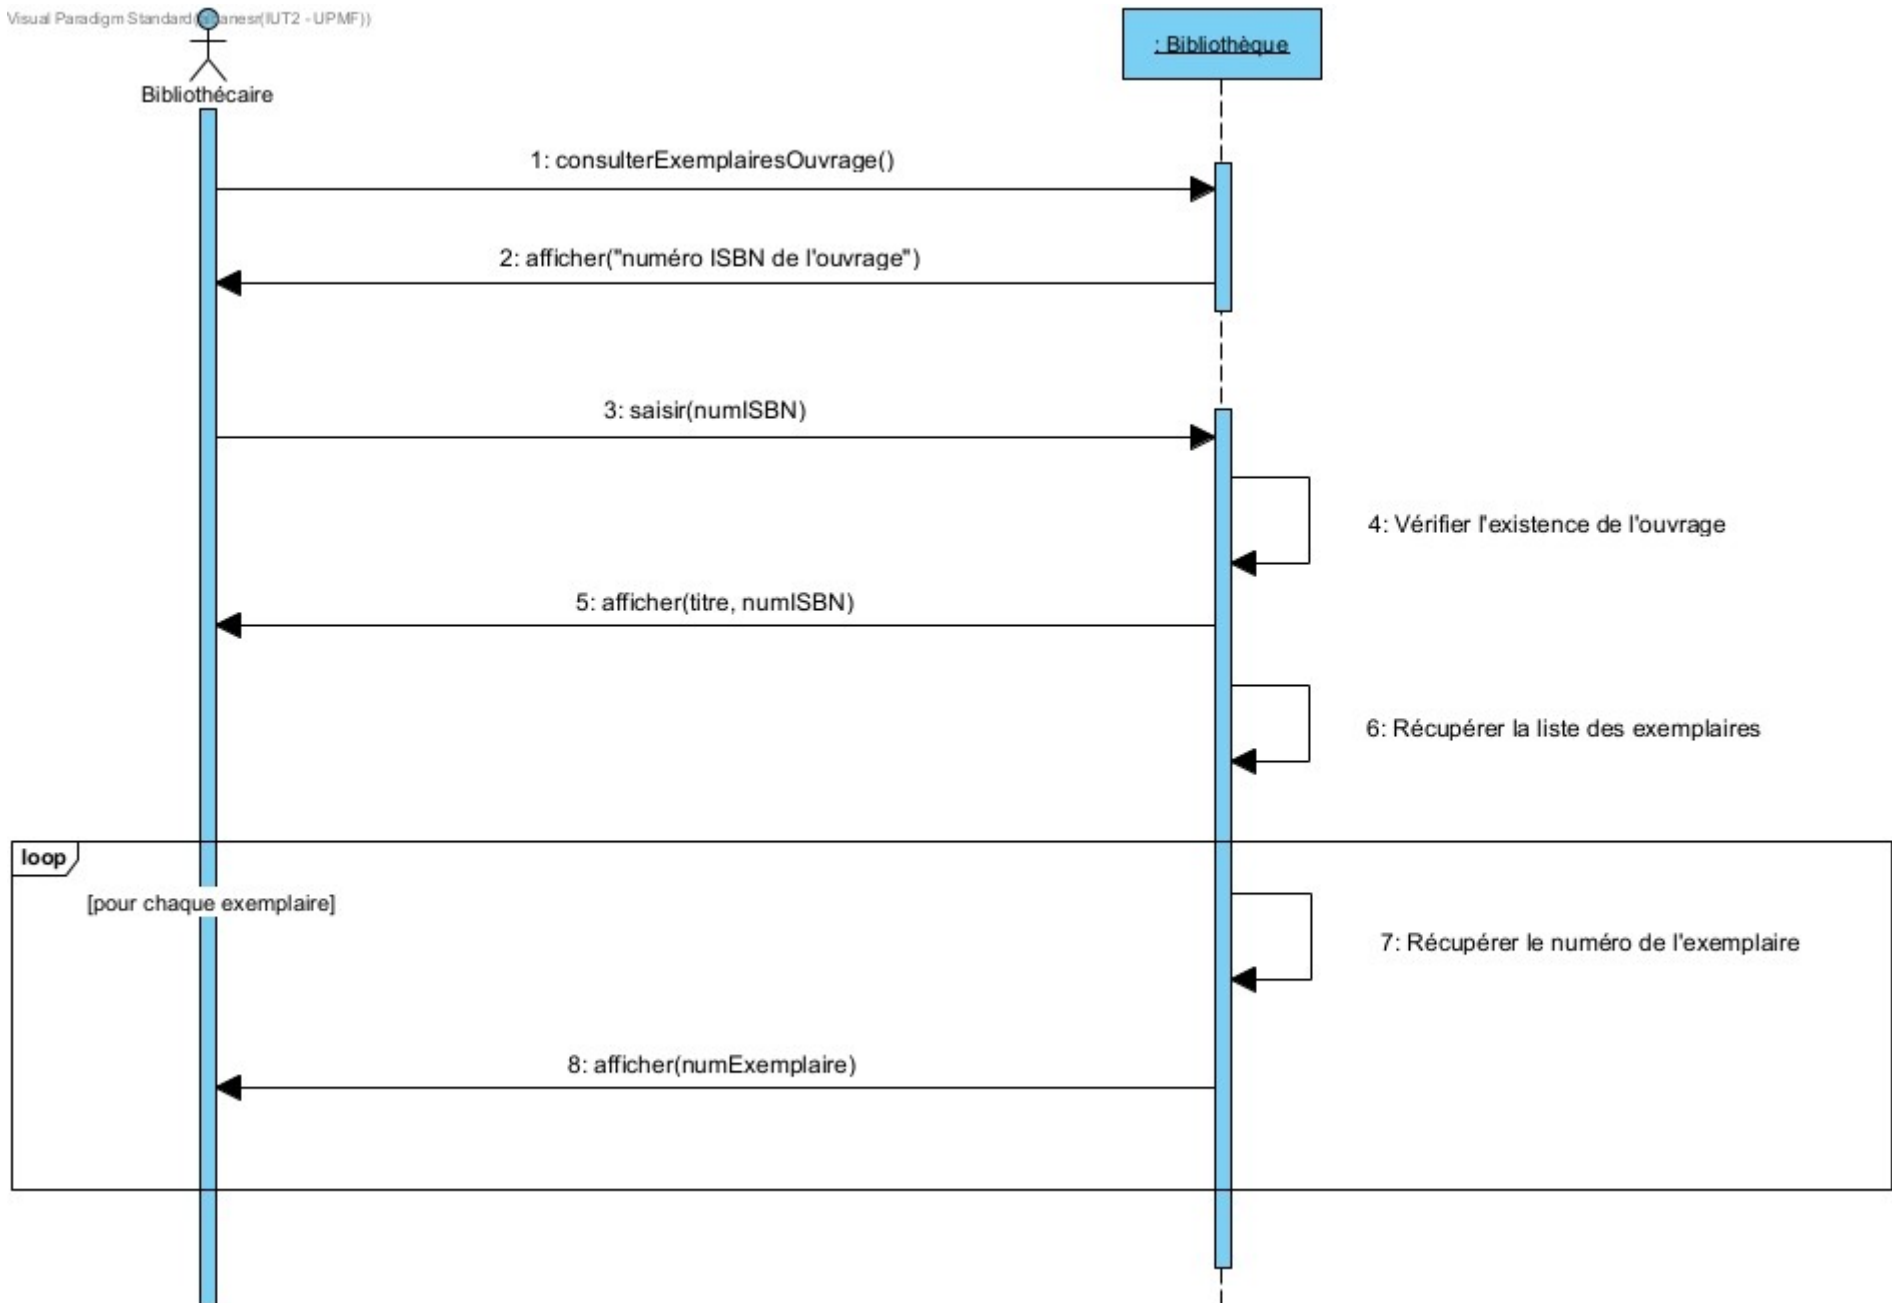 Visual Paradigm Standard(IUT2 - UPMF))
: Bibliothèque
Bibliothécaire
1: consulterExemplairesOuvrage()
2: afficher("numéro ISBN de l'ouvrage")
3: saisir(numISBN)
4: Vérifier l'existence de l'ouvrage
5: afficher(titre, numISBN)
6: Récupérer la liste des exemplaires
loop
[pour chaque exemplaire]
7: Récupérer le numéro de l'exemplaire
8: afficher(numExemplaire)